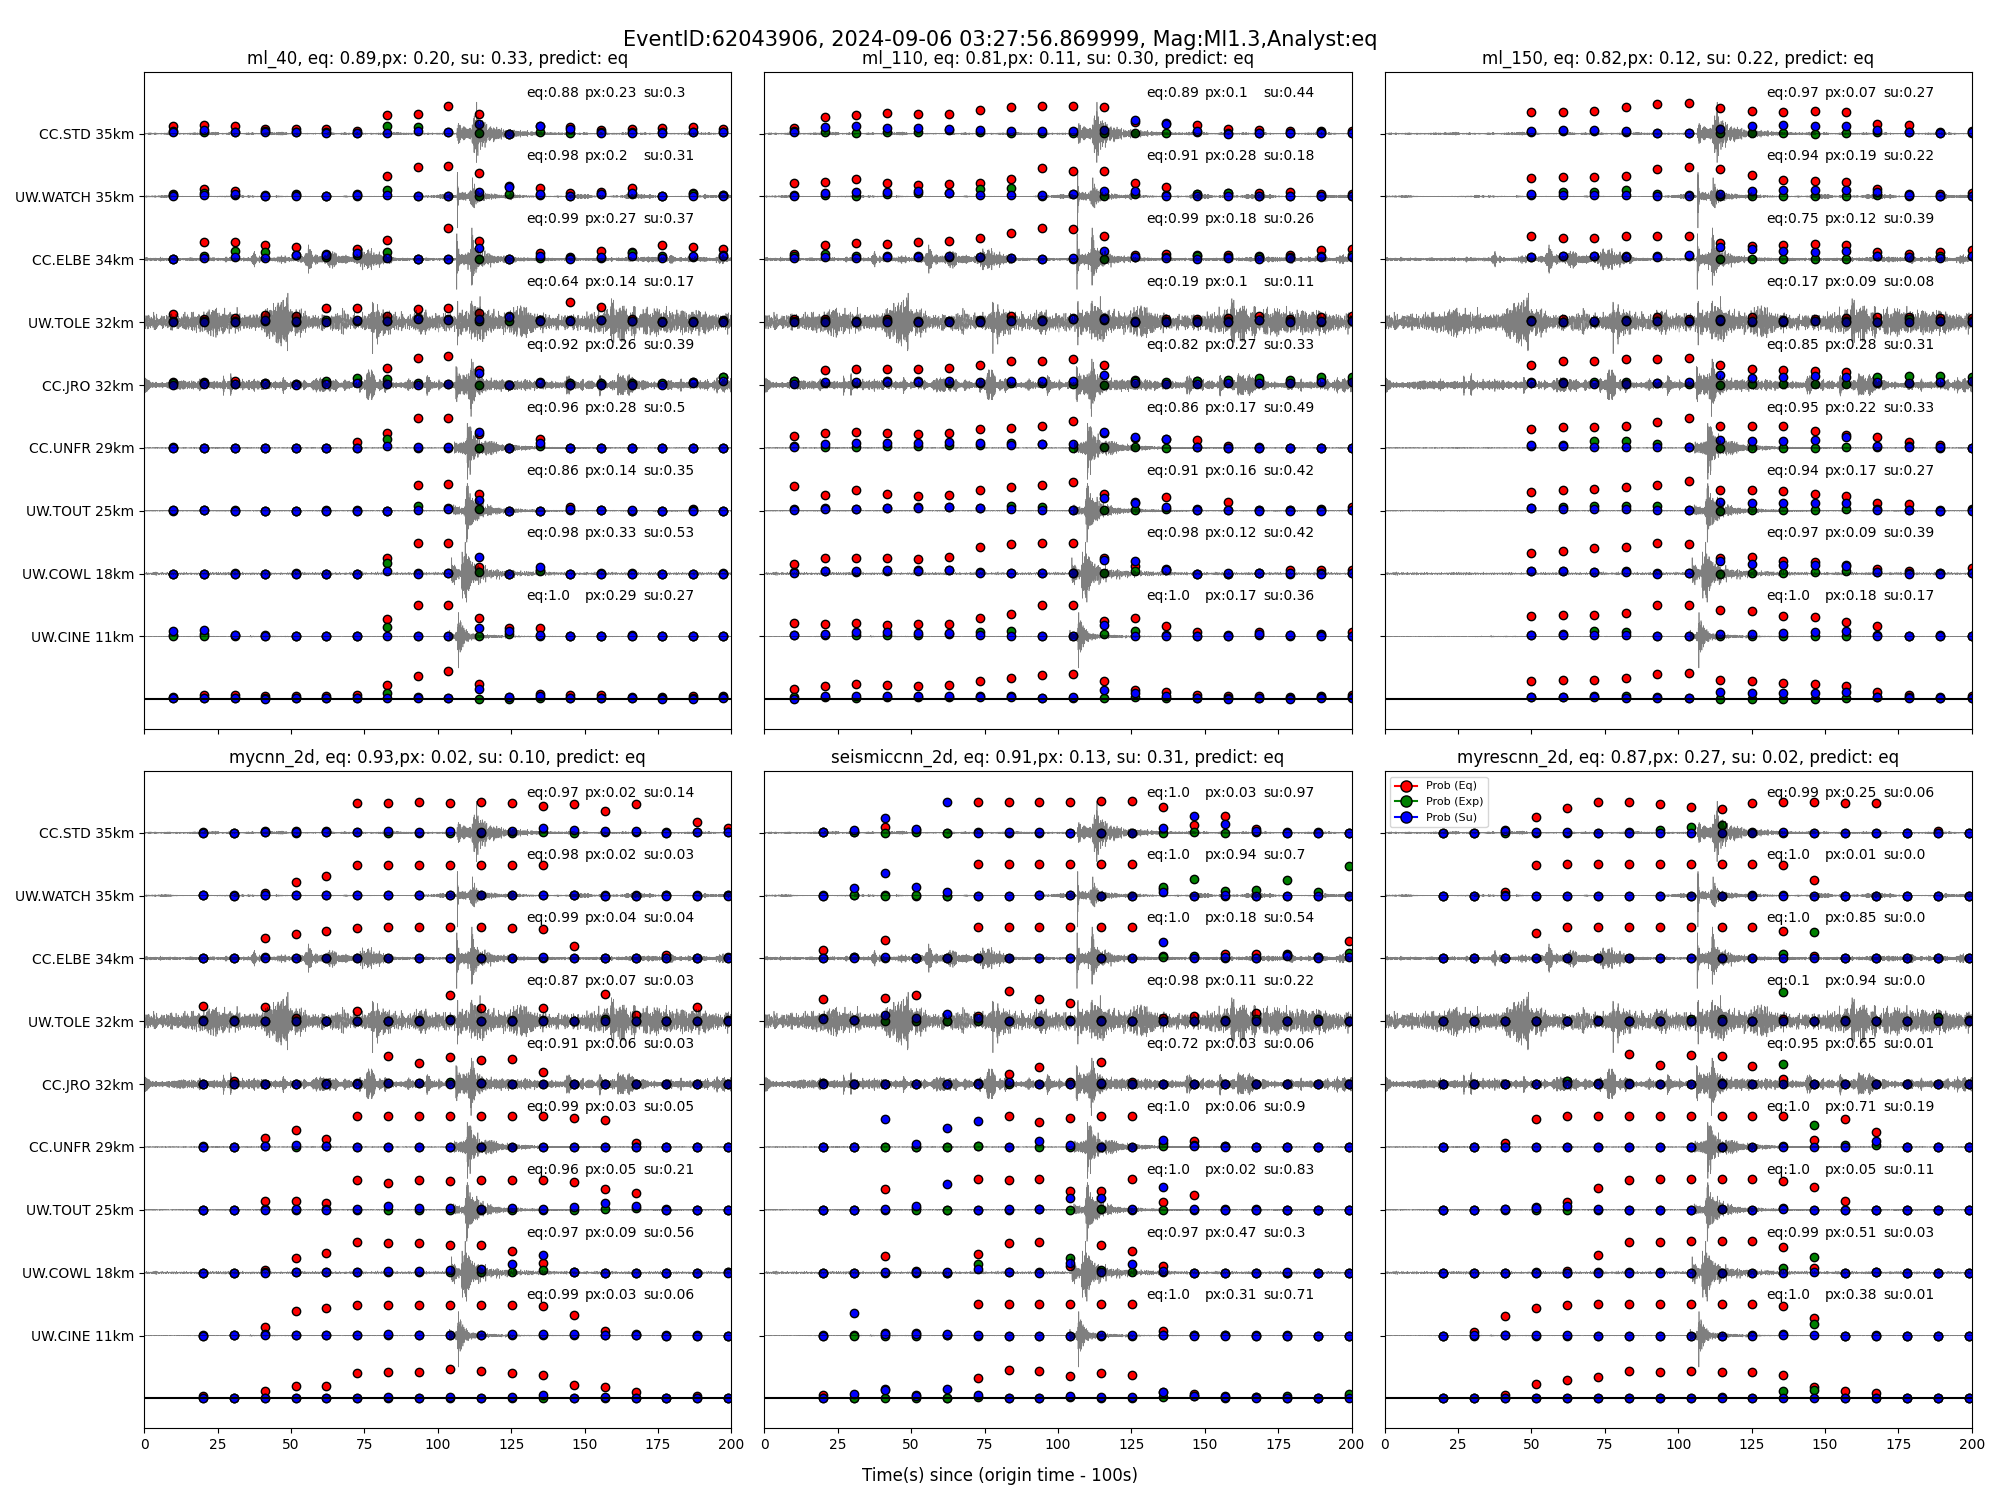 EventID:62043906, 2024-09-06 03:27:56.869999, Mag:Ml1.3,Analyst:eq
ml_40, eq: 0.89,px: 0.20, su: 0.33, predict: eq
CC.STD 35km
eq:0.88 px:0.23 su:0.3
UW.WATCH 35km
eq:0.98 px:0.2 su:0.31
CC.ELBE 34km
eq:0.99 px:0.27 su:0.37
UW.TOLE 32km
eq:0.64 px:0.14 su:0.17
CC.JRO 32km
eq:0.92 px:0.26 su:0.39
CC.UNFR 29km
eq:0.96 px:0.28 su:0.5
UW.TOUT 25km
eq:0.86 px:0.14 su:0.35
UW.COWL 18km
eq:0.98 px:0.33 su:0.53
UW.CINE 11km
eq:1.0 px:0.29 su:0.27
ml_110, eq: 0.81,px: 0.11, su: 0.30, predict: eq
eq:0.89 px:0.1 su:0.44
eq:0.91 px:0.28 su:0.18
eq:0.99 px:0.18 su:0.26
eq:0.19 px:0.1 su:0.11
eq:0.82 px:0.27 su:0.33
eq:0.86 px:0.17 su:0.49
eq:0.91 px:0.16 su:0.42
eq:0.98 px:0.12 su:0.42
eq:1.0 px:0.17 su:0.36
ml_150, eq: 0.82,px: 0.12, su: 0.22, predict: eq
eq:0.97 px:0.07 su:0.27
eq:0.94 px:0.19 su:0.22
eq:0.75 px:0.12 su:0.39
eq:0.17 px:0.09 su:0.08
eq:0.85 px:0.28 su:0.31
eq:0.95 px:0.22 su:0.33
eq:0.94 px:0.17 su:0.27
eq:0.97 px:0.09 su:0.39
eq:1.0 px:0.18 su:0.17
mycnn_2d, eq: 0.93,px: 0.02, su: 0.10, predict: eq
CC.STD 35km
eq:0.97 px:0.02 su:0.14
UW.WATCH 35km
eq:0.98 px:0.02 su:0.03
CC.ELBE 34km
eq:0.99 px:0.04 su:0.04
UW.TOLE 32km
eq:0.87 px:0.07 su:0.03
CC.JRO 32km
eq:0.91 px:0.06 su:0.03
CC.UNFR 29km
eq:0.99 px:0.03 su:0.05
UW.TOUT 25km
eq:0.96 px:0.05 su:0.21
UW.COWL 18km
eq:0.97 px:0.09 su:0.56
UW.CINE 11km
eq:0.99 px:0.03 su:0.06
0 25 50 75 100 125 150 175 200
seismiccnn_2d, eq: 0.91,px: 0.13, su: 0.31, predict: eq
eq:1.0 px:0.03 su:0.97
eq:1.0 px:0.94 su:0.7
eq:1.0 px:0.18 su:0.54
eq:0.98 px:0.11 su:0.22
eq:0.72 px:0.03 su:0.06
eq:1.0 px:0.06 su:0.9
eq:1.0 px:0.02 su:0.83
eq:0.97 px:0.47 su:0.3
eq:1.0 px:0.31 su:0.71
0 25 50 75 100 125 150 175 200
myrescnn_2d, eq: 0.87,px: 0.27, su: 0.02, predict: eq
Prob (Eq)
Prob (Exp)
Prob (Su)
eq:0.99 px:0.25 su:0.06
eq:1.0 px:0.01 su:0.0
eq:1.0 px:0.85 su:0.0
eq:0.1 px:0.94 su:0.0
eq:0.95 px:0.65 su:0.01
eq:1.0 px:0.71 su:0.19
eq:1.0 px:0.05 su:0.11
eq:0.99 px:0.51 su:0.03
eq:1.0 px:0.38 su:0.01
0 25 50 75 100 125 150 175 200
Time(s) since (origin time - 100s)